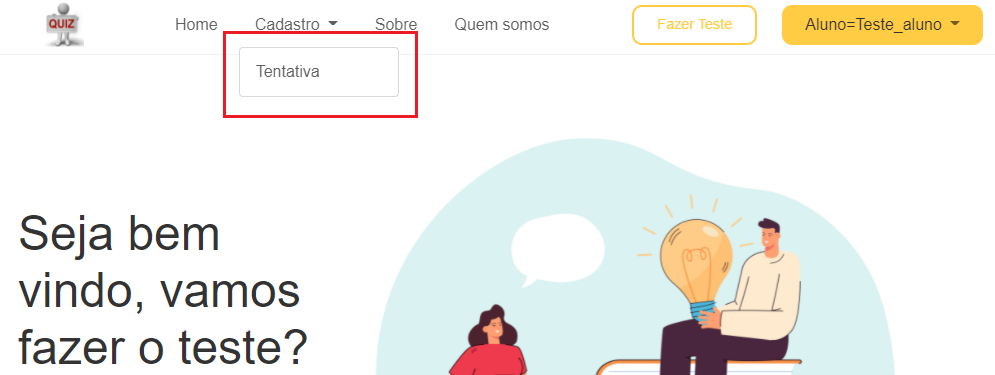 QUIZ
Home Cadastro Sobre Quem somos Fazer Teste Aluno=Teste_aluno
Tentativa
Seja bem
vindo, vamos
fazer o teste?